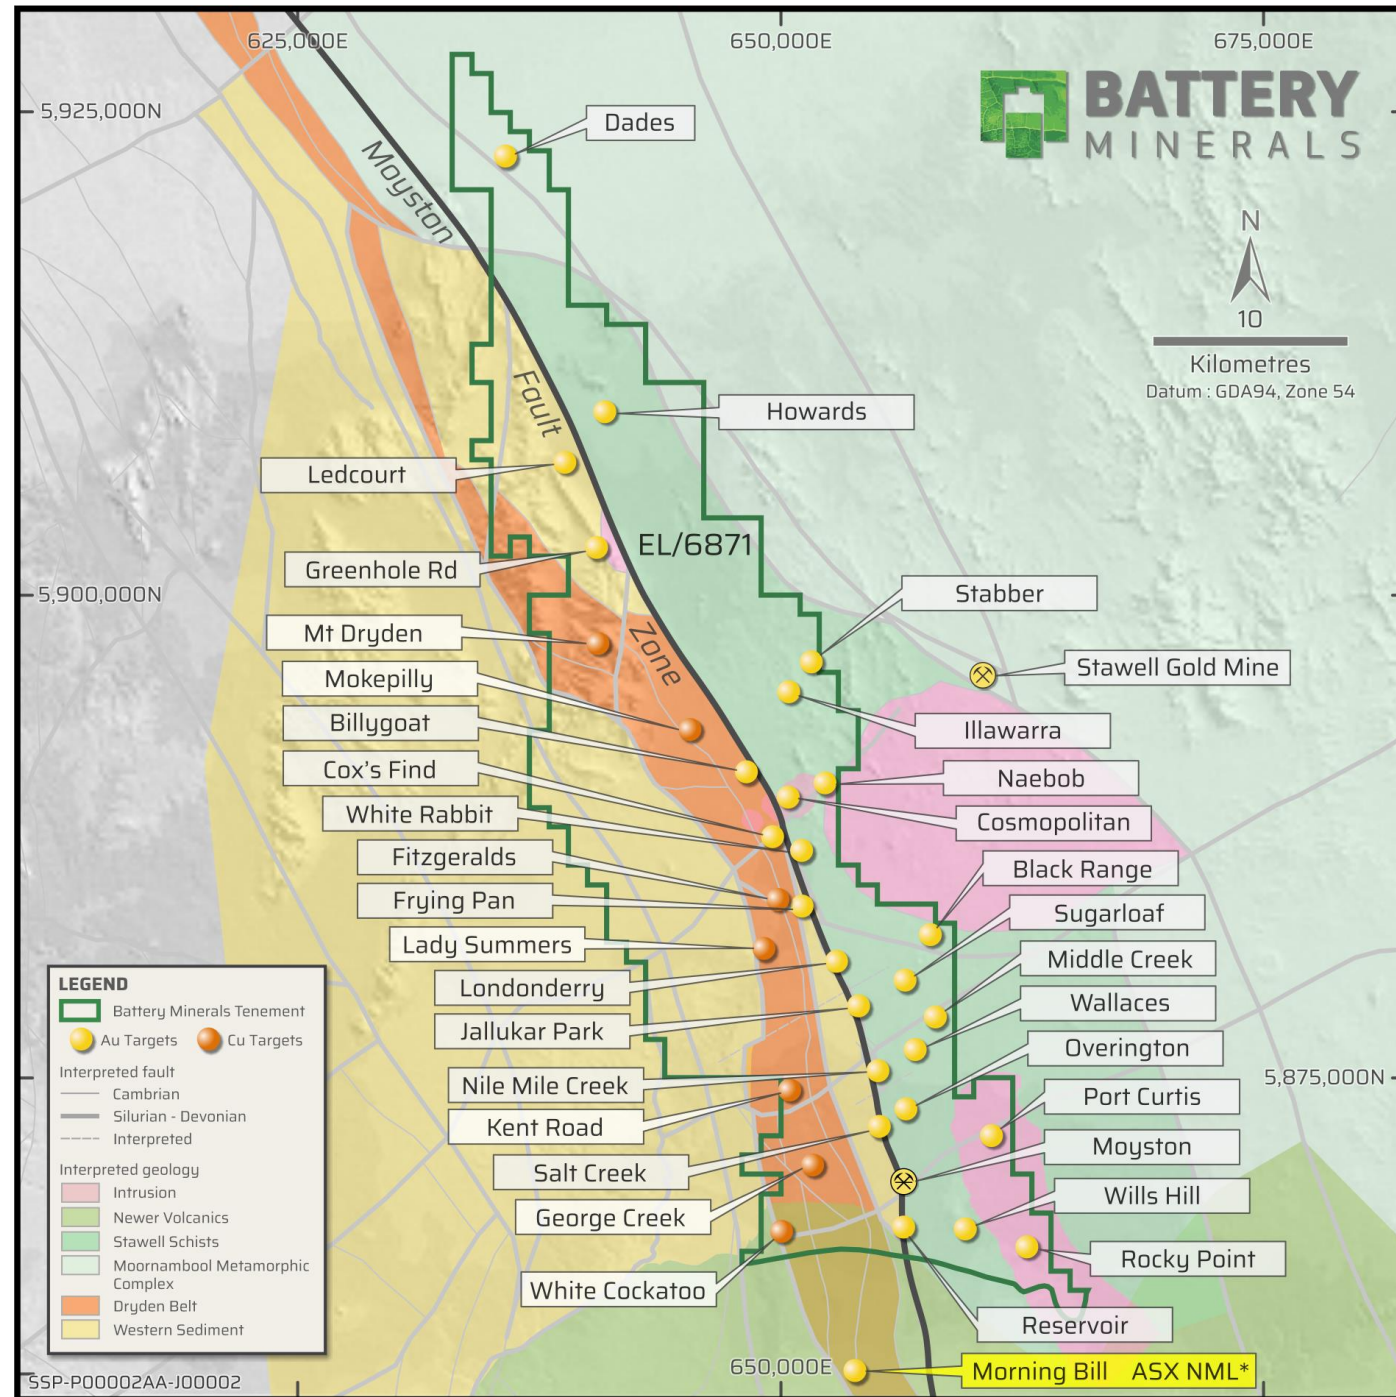 625,000E
650,000E
675,000E
5,925,000N
BATTERY
MINERALS
Dades
Moyston
N
10
Kilometres
Datum : GDA94, Zone 54
Fault
Howards
Ledcourt
EL/6871
Greenhole Rd
5,900,000N
Stabber
Mt Dryden
Zone
Stawell Gold Mine
Mokepilly
Billygoat
Illawarra
Cox's Find
Naebob
White Rabbit
Cosmopolitan
Fitzgeralds
Black Range
Frying Pan
Sugarloaf
Lady Summers
Middle Creek
Londonderry
Wallaces
Jallukar Park
Overington
Nile Mile Creek
5,875,000N
Port Curtis
Kent Road
Moyston
Salt Creek
Wills Hill
George Creek
Rocky Point
White Cockatoo
Reservoir
650,000E
Morning Bill ASX NML*
LEGEND
Battery Minerals Tenement
Au Targets Cu Targets
Interpreted fault
Cambrian
Silurian - Devonian
Interpreted
Interpreted geology
Intrusion
Newer Volcanics
Stawell Schists
Moornambool Metamorphic
Complex
Dryden Belt
Western Sediment
SSP-P00002AA-J00002